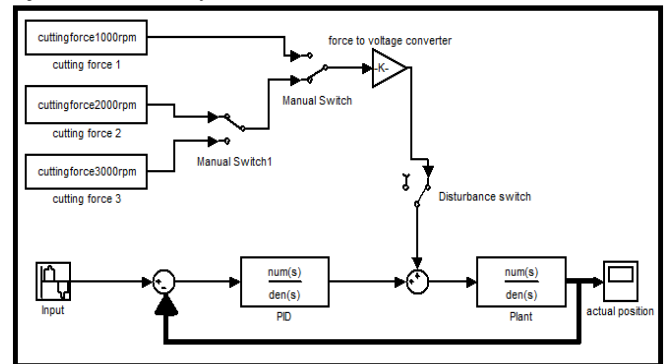 cuttingforce1000rpm
cutting force 1
force to voltage converter
-K-
Manual Switch
cuttingforce2000rpm
cutting force 2
Manual Switch1
cuttingforce3000rpm
cutting force 3
Disturbance switch
Input
num(s)
den(s)
PID
num(s)
den(s)
Plant
actual position